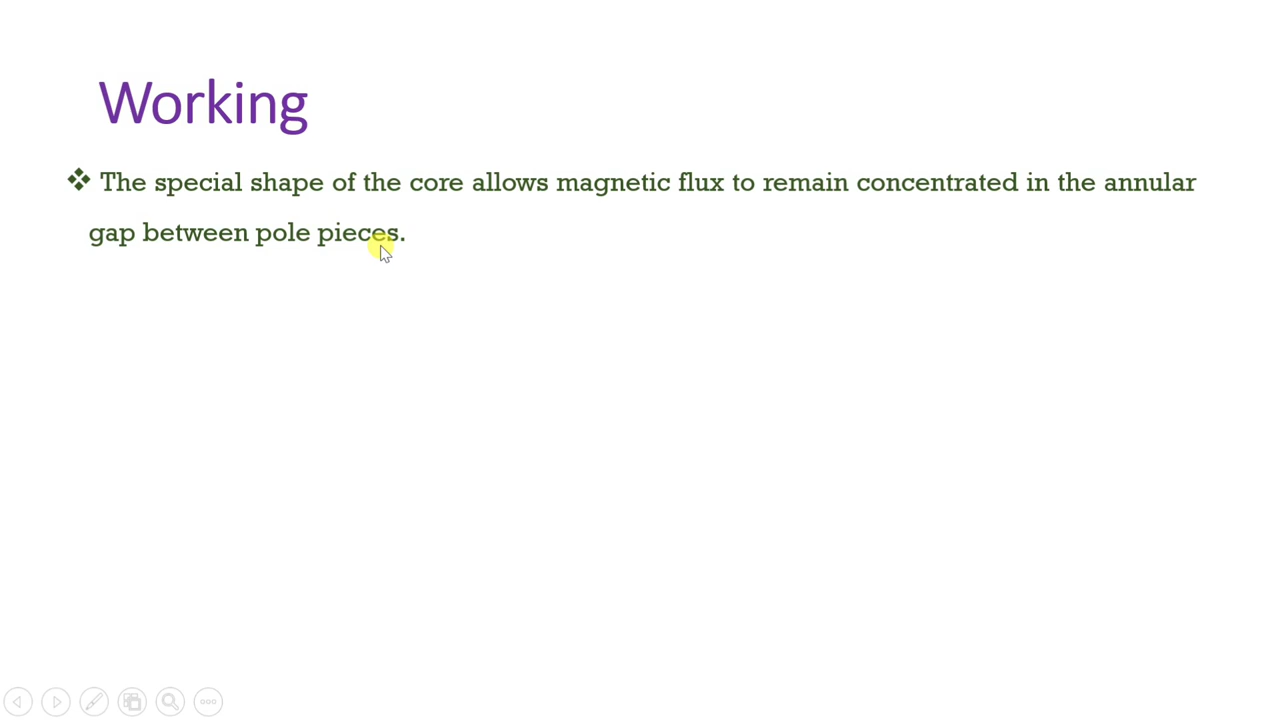 Working
❖ The special shape of the core allows magnetic flux to remain concentrated in the annular
gap between pole pieces.